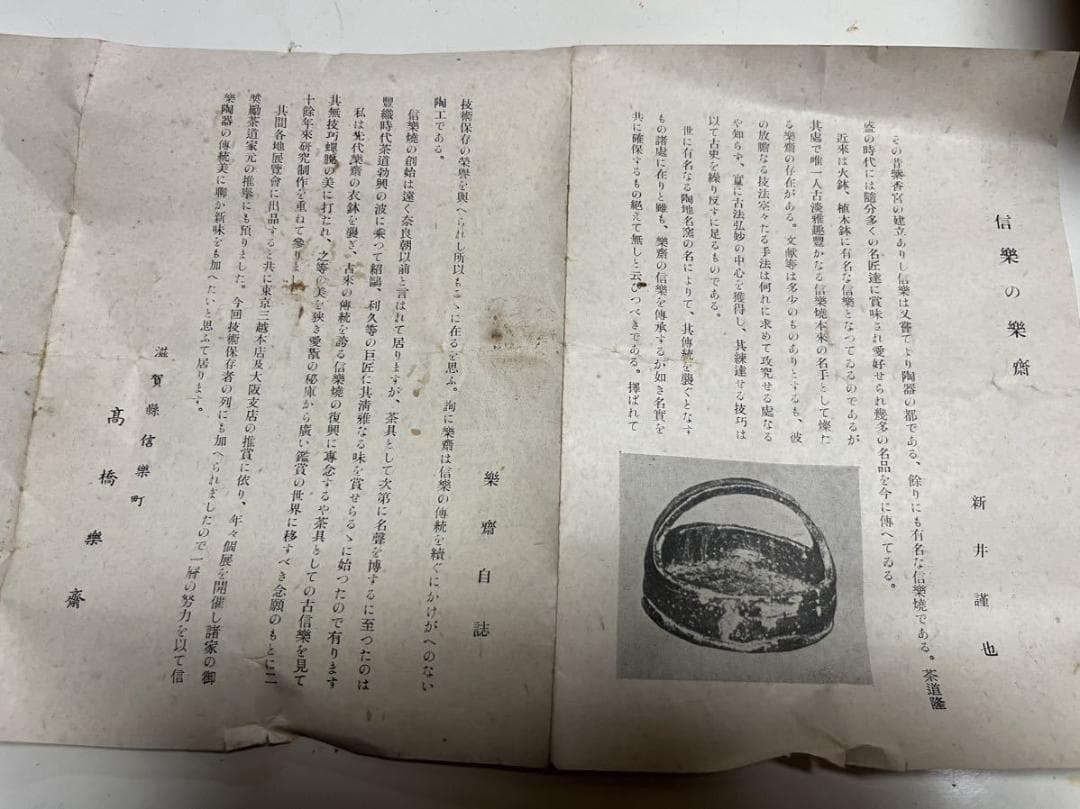 信樂の樂齋
新井謹也
その昔紫香宮の建立ありし信樂は又嘗てより陶器の都である、餘りにも有名な信樂燒である。茶道隆
盛の時代には隨分多くの名匠達に賞味され愛好せられ幾多の名品を今に傳へてゐる。
近來は火鉢、植木鉢に有名な信樂となつてゐるのであるが
其處で唯一人古淡雅趣豐かなる信樂燒本來の名手として燦た
る樂齋の存在がある。文献等は多少のものありとするも、彼
の放膽なる技法寀々たる手法は何れに求めて攻究せる處なる
や知らず、眞に古法弘妙の中心を獲得し、其練達せる技巧は
以て古史を繰り反すに足るものである。
世に有名なる陶地名窯の名によりて、其傳統を襲ぐとなす
もの諸處に在りと雖も、樂齋の信樂を傳承するが如き名實を
共に確保するもの絕えて無しと云ひつべきである。擇ばれて
技術保存の榮譽を與へられし所以もこゝに在るを思ふ。洵に樂齋は信樂の傳統を續ぐにかけがへのない
陶工である。
樂齋自誌
信樂燒の創始は遠く奈良朝以前と言はれて居りますが、茶具として次第に名聲を博するに至つたのは
豐織時代茶道勃興の波に乘つて紹鷗、利久等の巨匠に其淸雅なる味を賞せらるゝに始つたので有ります
私は先代樂齋の衣鉢を襲ぎ、古來の傳統を誇る信樂燒の復興に專念するや茶具としての古信樂を見て
其無技巧蟬脫の美に打たれ、之等の美を狹き愛翫の秘庫から廣い鑑賞の世界に移すべき念願のもとに二
十餘年來研究制作を重ねて參りま
其間各地展覽會に出品すると共に東京三越本店及大阪支店の推賞に依り、年々個展を開催し諸家の御
奬勵茶道家元の推擧にも預りました。今回技術保存者の列にも加へられましたので一層の努力を以て信
樂陶器の傳統美に聊か新味をも加へたいと思ふて居ります。
滋賀縣信樂町
高橋樂齋